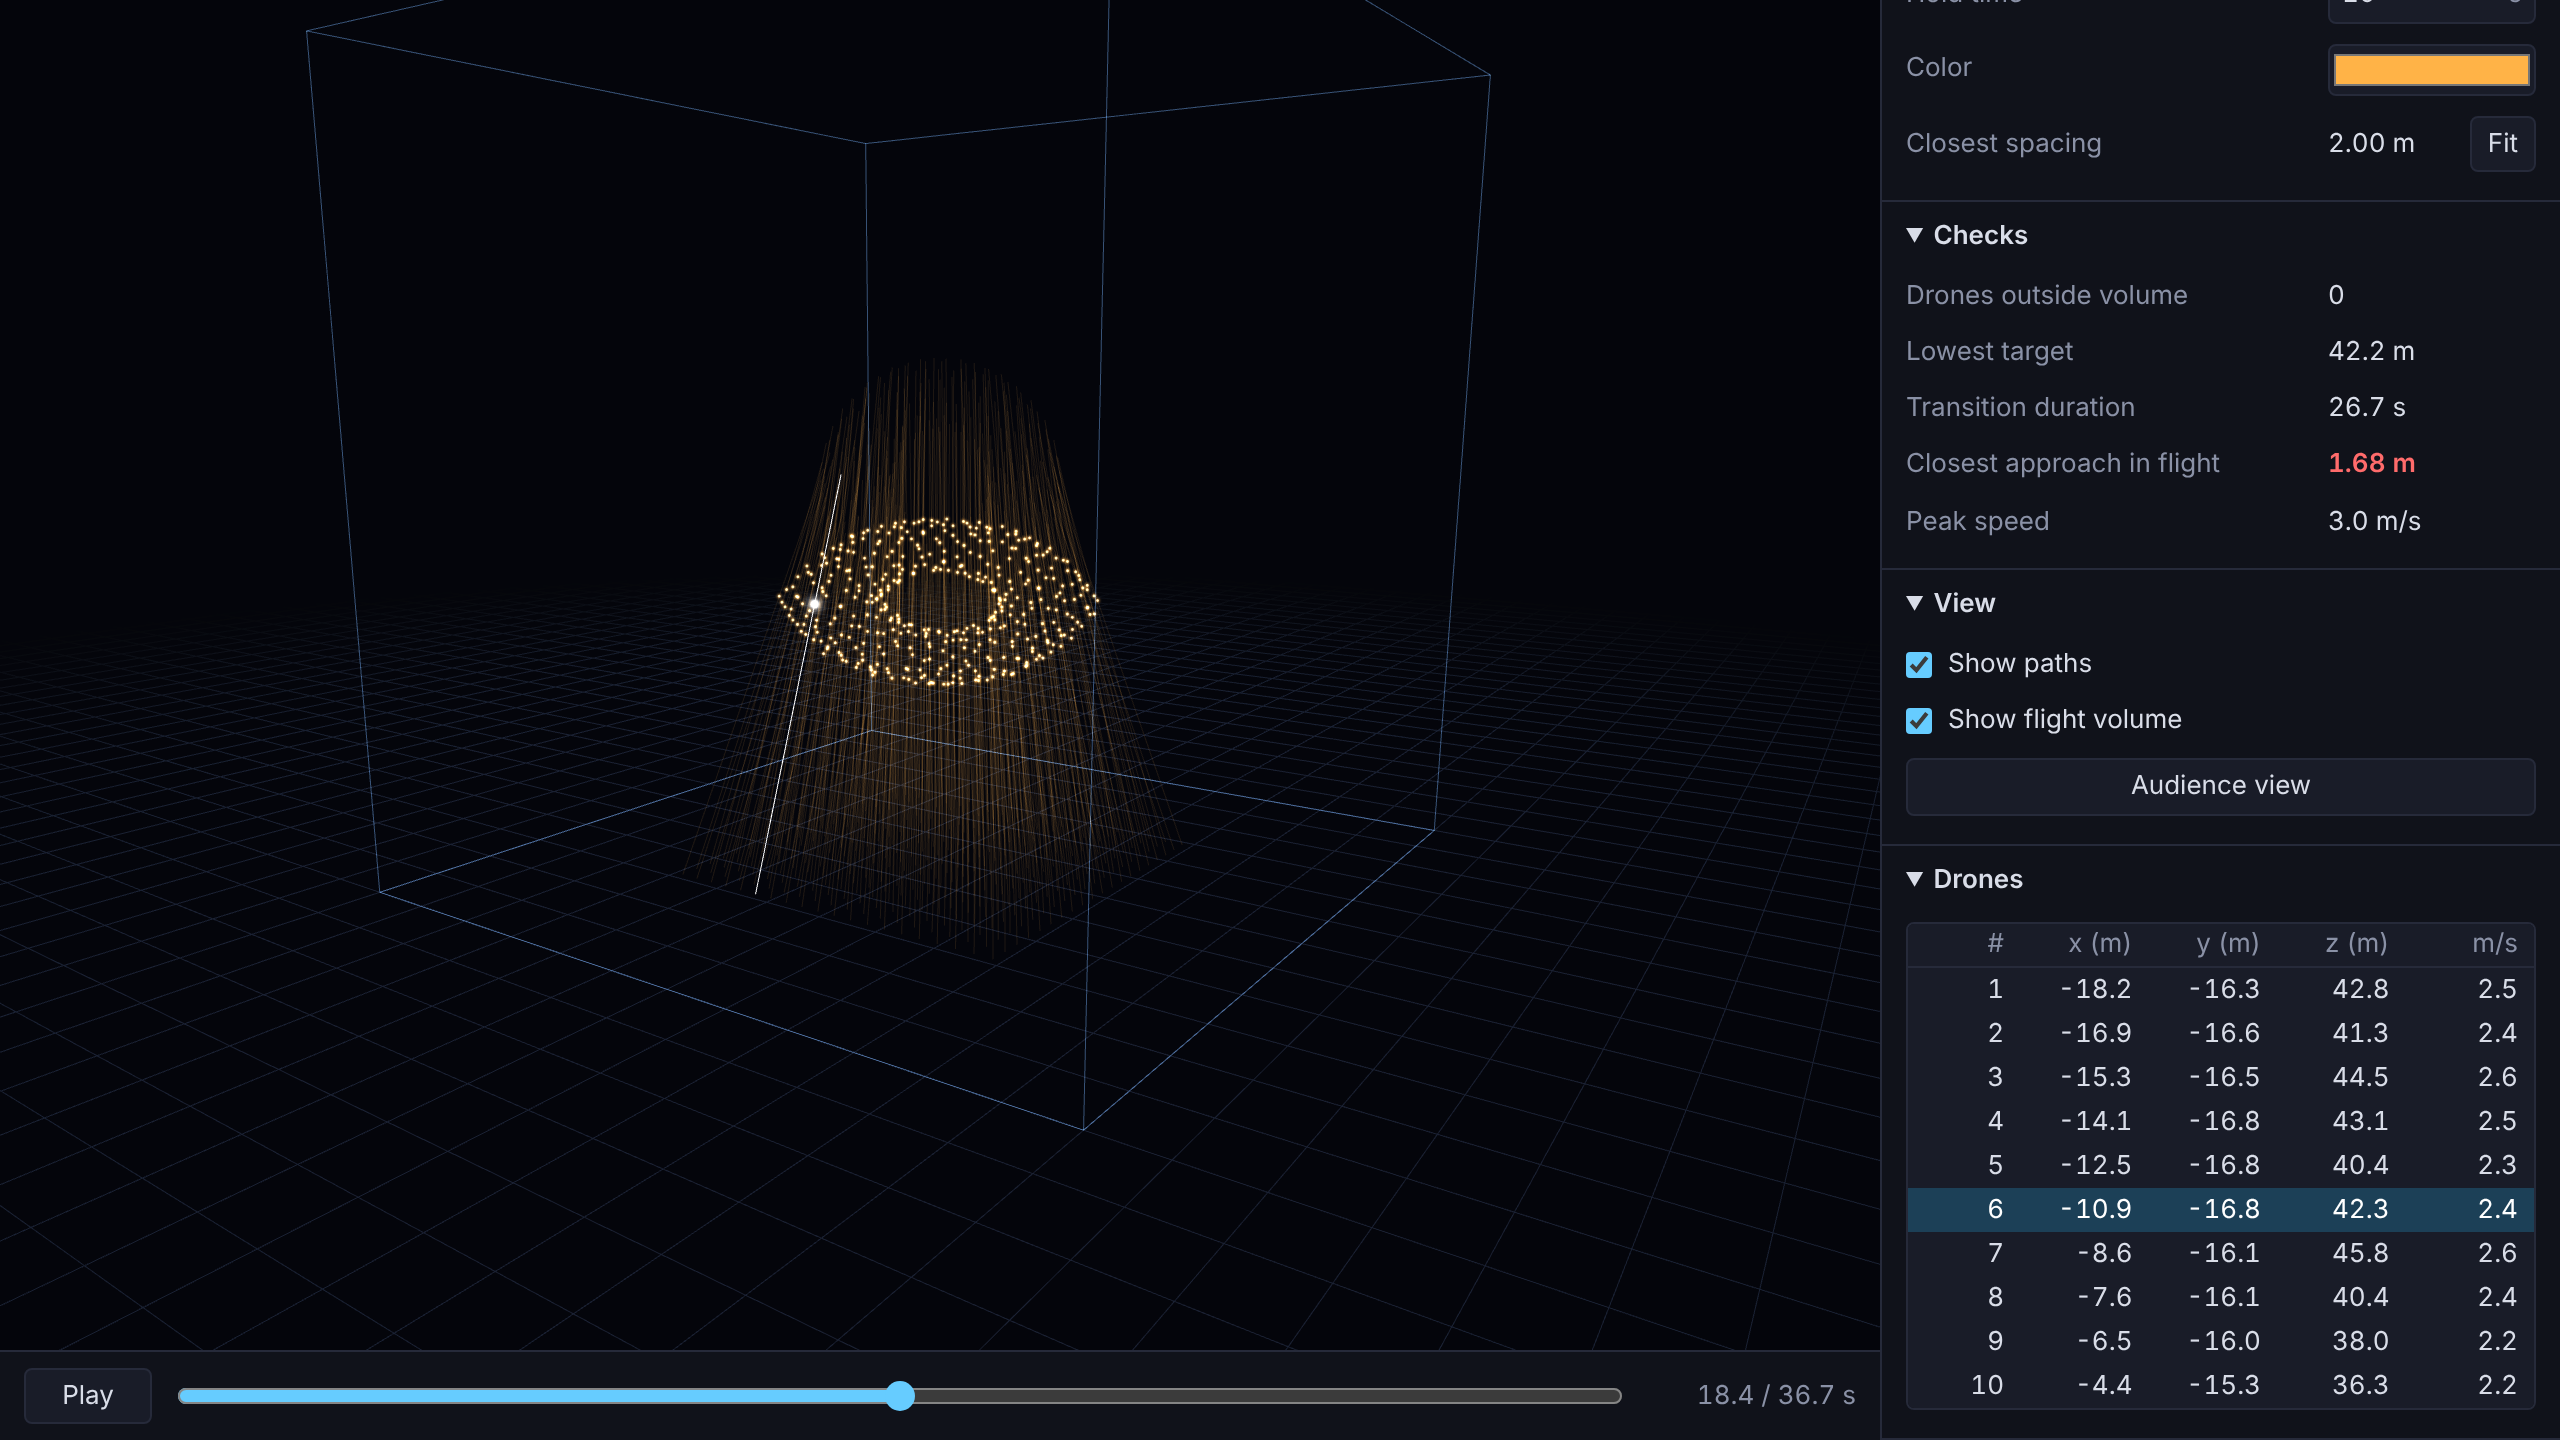 Color
Closest spacing 2.00 m Fit
▼ Checks
Drones outside volume 0
Lowest target 42.2 m
Transition duration 26.7 s
Closest approach in flight 1.68 m
Peak speed 3.0 m/s
▼ View
Show paths
Show flight volume
Audience view
▼ Drones
# x (m) y (m) z (m) m/s
1 -18.2 -16.3 42.8 2.5
2 -16.9 -16.6 41.3 2.4
3 -15.3 -16.5 44.5 2.6
4 -14.1 -16.8 43.1 2.5
5 -12.5 -16.8 40.4 2.3
6 -10.9 -16.8 42.3 2.4
7 -8.6 -16.1 45.8 2.6
8 -7.6 -16.1 40.4 2.4
9 -6.5 -16.0 38.0 2.2
10 -4.4 -15.3 36.3 2.2
Play 18.4 / 36.7 s